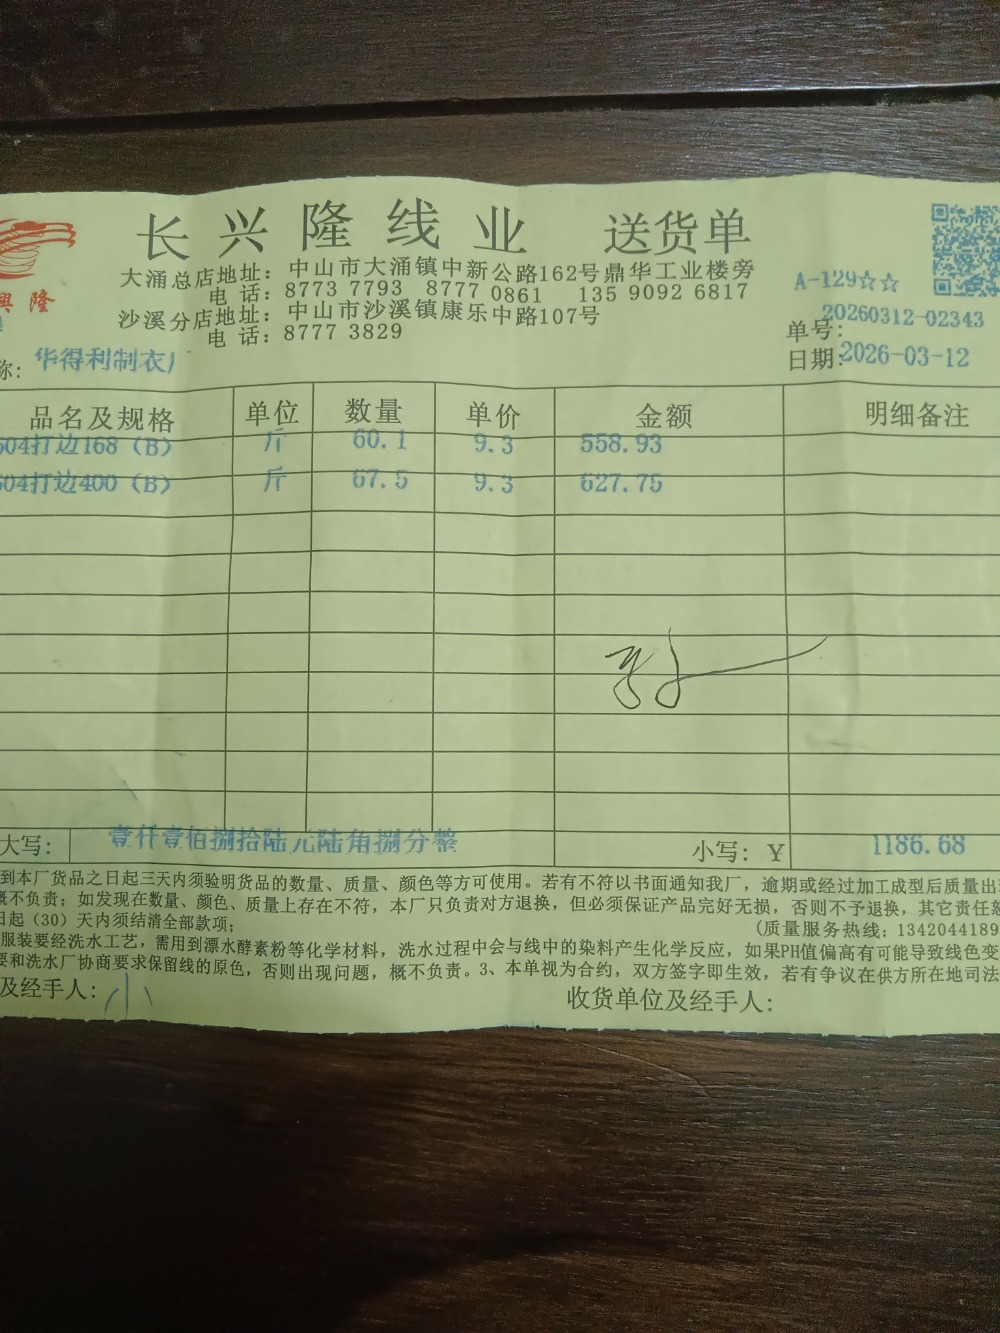 长兴隆线业 送货单
興隆
大涌总店地址：中山市大涌镇中新公路162号鼎华工业楼旁
电 话：8773 7793 8777 0861 135 9092 6817
沙溪分店地址：中山市沙溪镇康乐中路107号
电 话：8777 3829
A-129☆☆
单号：20260312-02343
日期：2026-03-12
称：华得利制衣厂
品名及规格 单位 数量 单价 金额 明细备注
604打边168（B） 斤 60.1 9.3 558.93
604打边400（B） 斤 67.5 9.3 627.75
大写： 壹仟壹佰捌拾陆元陆角捌分整 小写：¥ 1186.68
到本厂货品之日起三天内须验明货品的数量、质量、颜色等方可使用。若有不符以书面通知我厂，逾期或经过加工成型后质量出
概不负责；如发现在数量、颜色、质量上存在不符，本厂只负责对方退换，但必须保证产品完好无损，否则不予退换，其它责任
日起（30）天内须结清全部款项； （质量服务热线：134204418
服装要经洗水工艺，需用到漂水酵素粉等化学材料，洗水过程中会与线中的染料产生化学反应，如果PH值偏高有可能导致线色变
要和洗水厂协商要求保留线的原色，否则出现问题，概不负责。3、本单视为合约，双方签字即生效，若有争议在供方所在地司法
及经手人： 收货单位及经手人：